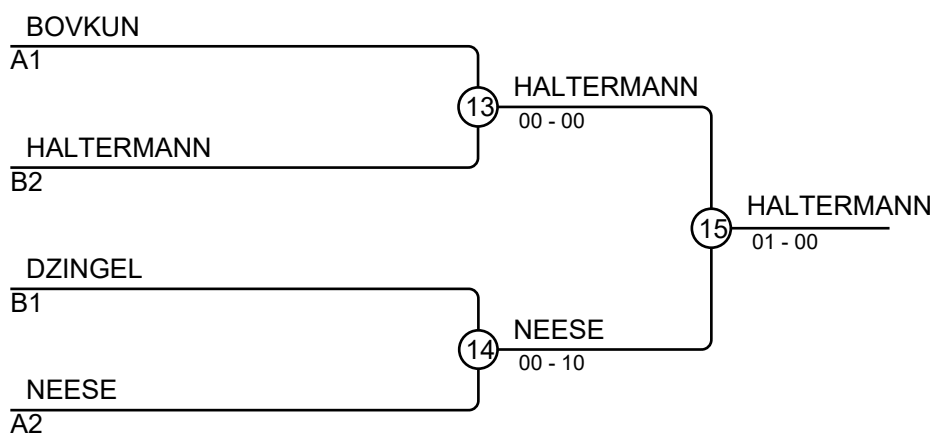 BOVKUN
A1
13
HALTERMANN
00 - 00
HALTERMANN
B2
15
HALTERMANN
01 - 00
DZINGEL
B1
14
NEESE
00 - 10
NEESE
A2